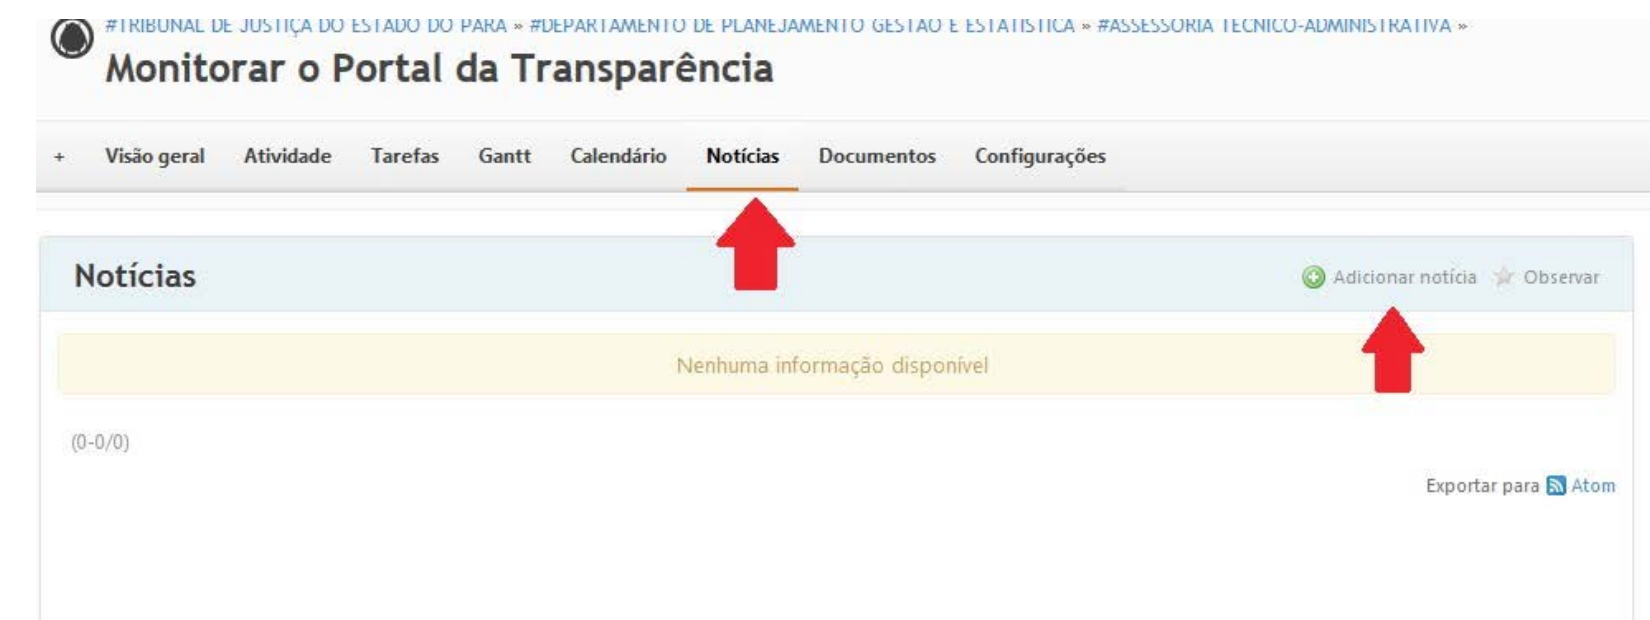 #TRIBUNAL DE JUSTIÇA DO ESTADO DO PARÁ » #DEPARTAMENTO DE PLANEJAMENTO GESTÃO E ESTATÍSTICA » #ASSESSORIA TÉCNICO-ADMINISTRATIVA »
Monitorar o Portal da Transparência
+ Visão geral Atividade Tarefas Gantt Calendário Notícias Documentos Configurações
Notícias Adicionar notícia Observar
Nenhuma informação disponível
(0-0/0)
Exportar para Atom